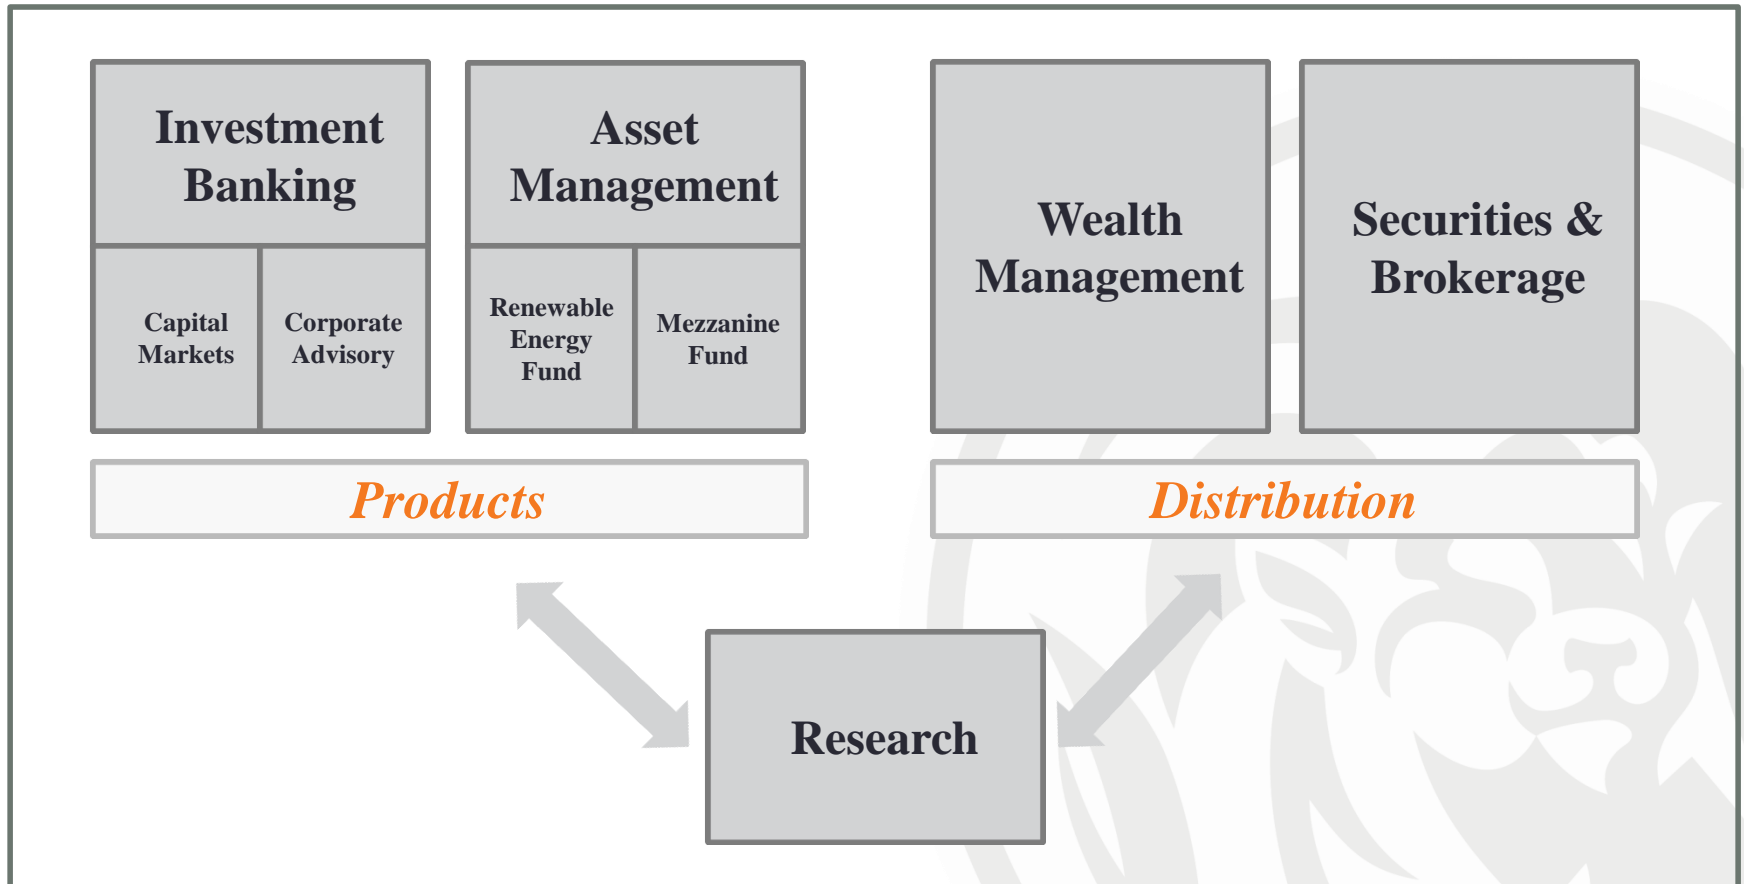 Investment
Banking
Capital
Markets
Corporate
Advisory
Asset
Management
Renewable
Energy
Fund
Mezzanine
Fund
Wealth
Management
Securities &
Brokerage
Products
Distribution
Research